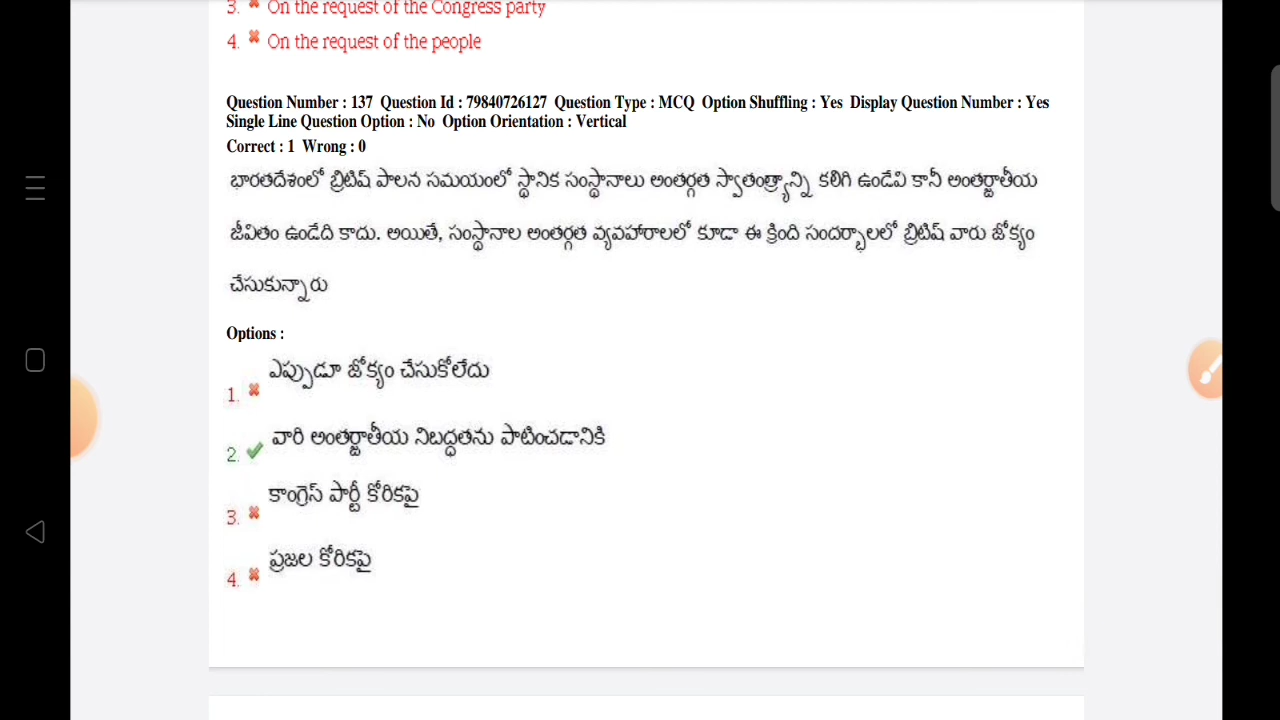 3. On the request of the Congress party
4. On the request of the people
Question Number : 137 Question Id : 79840726127 Question Type : MCQ Option Shuffling : Yes Display Question Number : Yes
Single Line Question Option : No Option Orientation : Vertical
Correct : 1 Wrong : 0
భారతదేశంలో బ్రిటిష్ పాలన సమయంలో స్థానిక సంస్థానాలు అంతర్గత స్వాతంత్ర్యాన్ని కలిగి ఉండేవి కానీ అంతర్జాతీయ
జీవితం ఉండేది కాదు. అయితే, సంస్థానాల అంతర్గత వ్యవహారాలలో కూడా ఈ క్రింది సందర్భాలలో బ్రిటిష్ వారు జోక్యం
చేసుకున్నారు
Options :
1. ఎప్పుడూ జోక్యం చేసుకోలేదు
2. వారి అంతర్జాతీయ నిబద్ధతను పాటించడానికి
3. కాంగ్రెస్ పార్టీ కోరికపై
4. ప్రజల కోరికపై